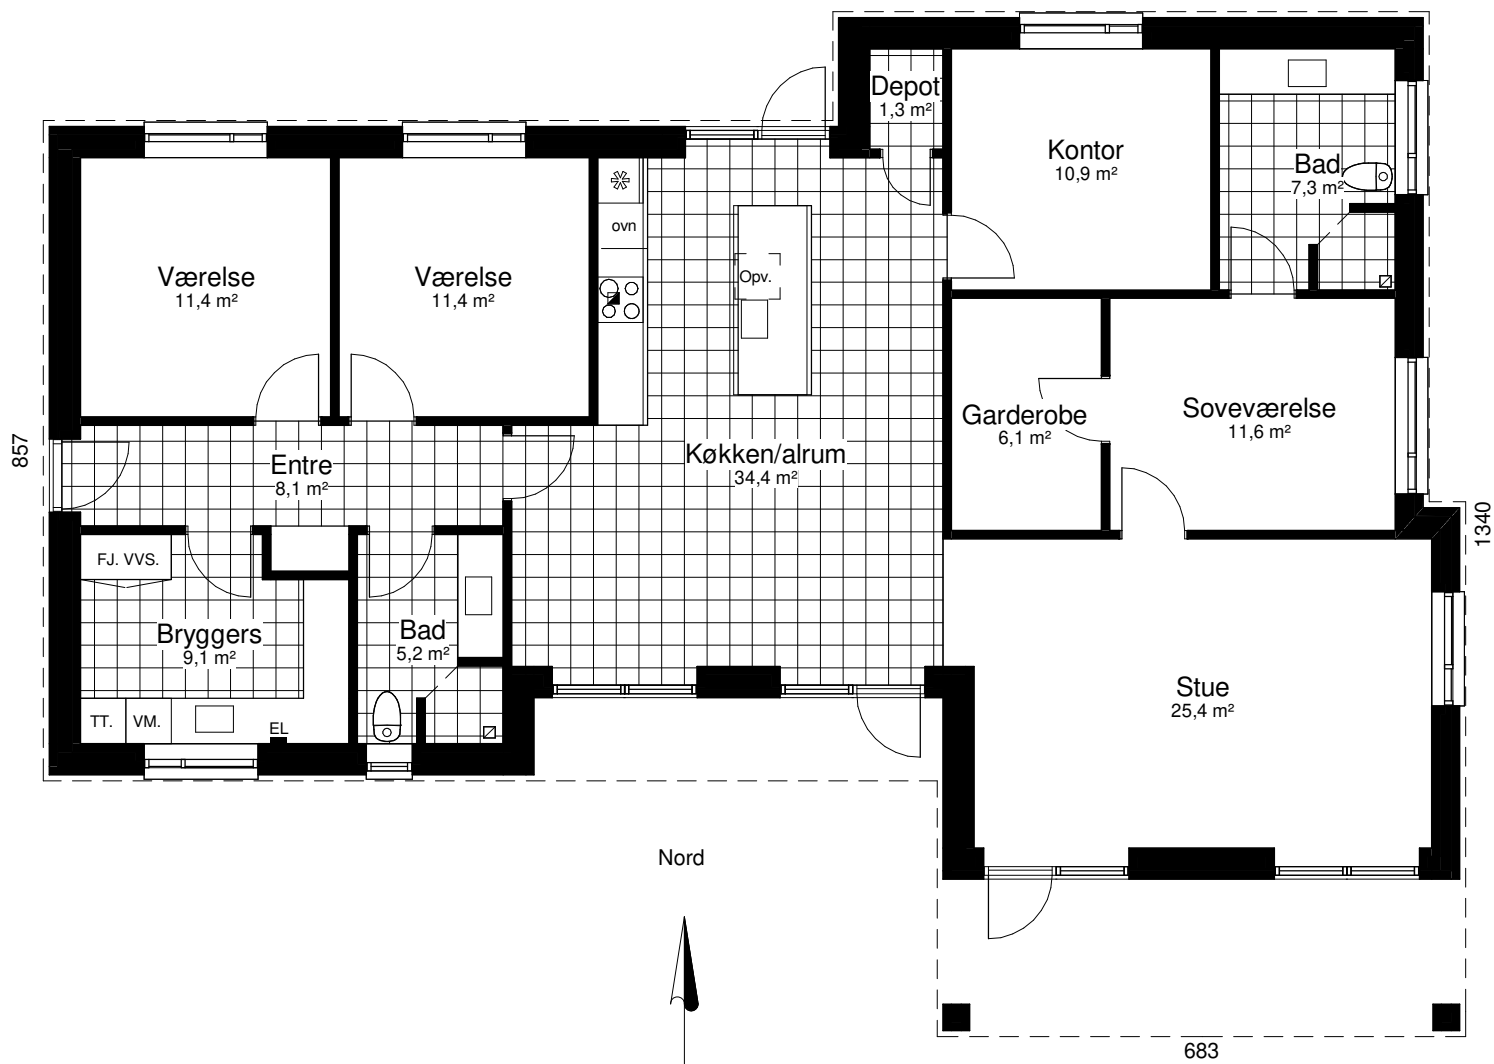 Depot
1,3 m²
Kontor
10,9 m²
Bad
7,3 m²
Værelse
11,4 m²
Værelse
11,4 m²
ovn
Opv.
Garderobe
6,1 m²
Soveværelse
11,6 m²
857
Entre
8,1 m²
Køkken/alrum
34,4 m²
1340
FJ. VVS.
Bryggers
9,1 m²
Bad
5,2 m²
Stue
25,4 m²
TT.
VM.
EL
Nord
683